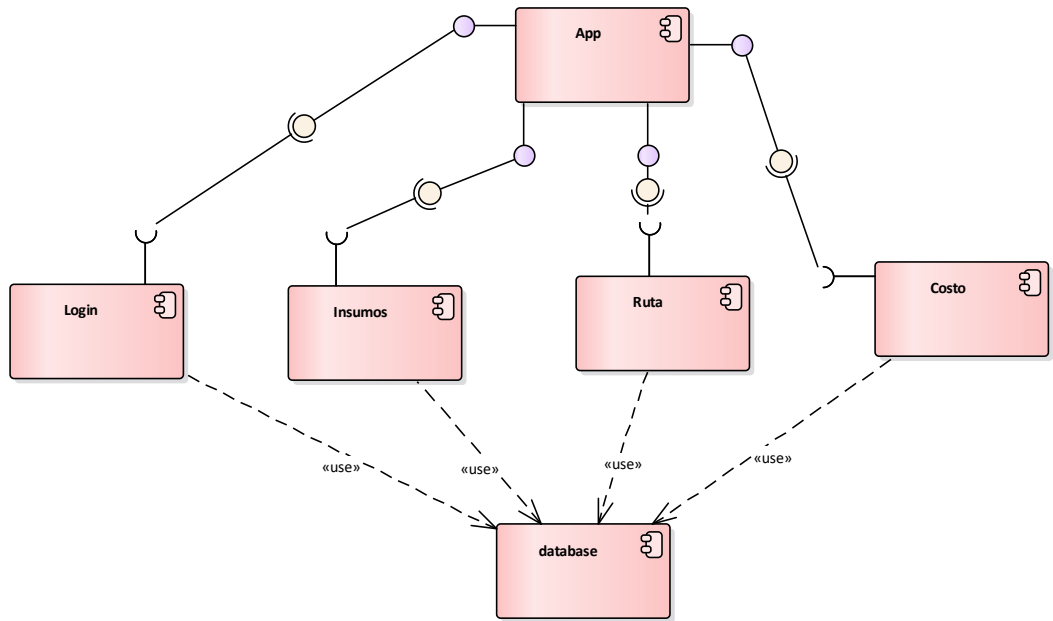 App
Login
Insumos
Ruta
Costo
«use»
«use»
«use»
«use»
database